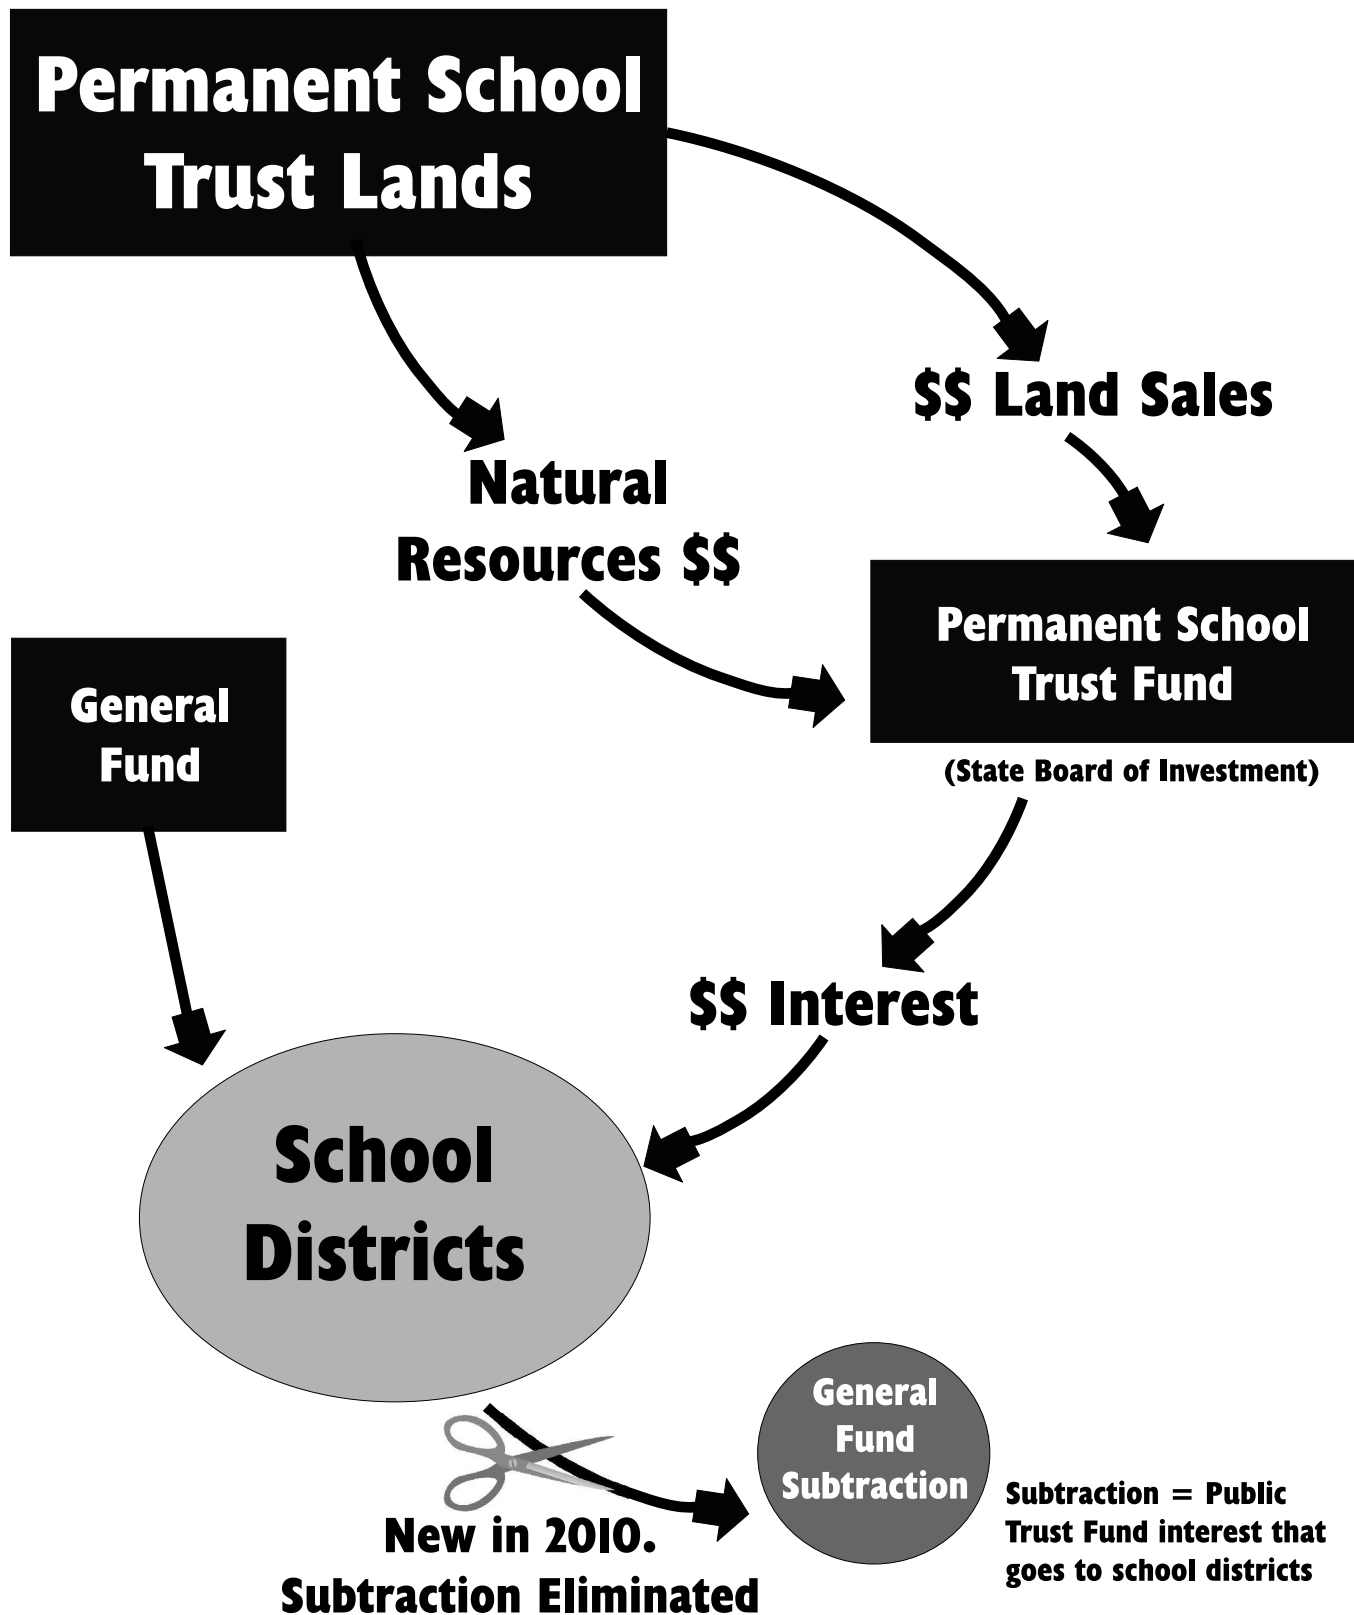 Permanent School
Trust Lands
$$ Land Sales
Natural
Resources $$
Permanent School
Trust Fund
(State Board of Investment)
General
Fund
$$ Interest
School
Districts
General
Fund
Subtraction
Subtraction = Public
Trust Fund interest that
goes to school districts
New in 2010.
Subtraction Eliminated